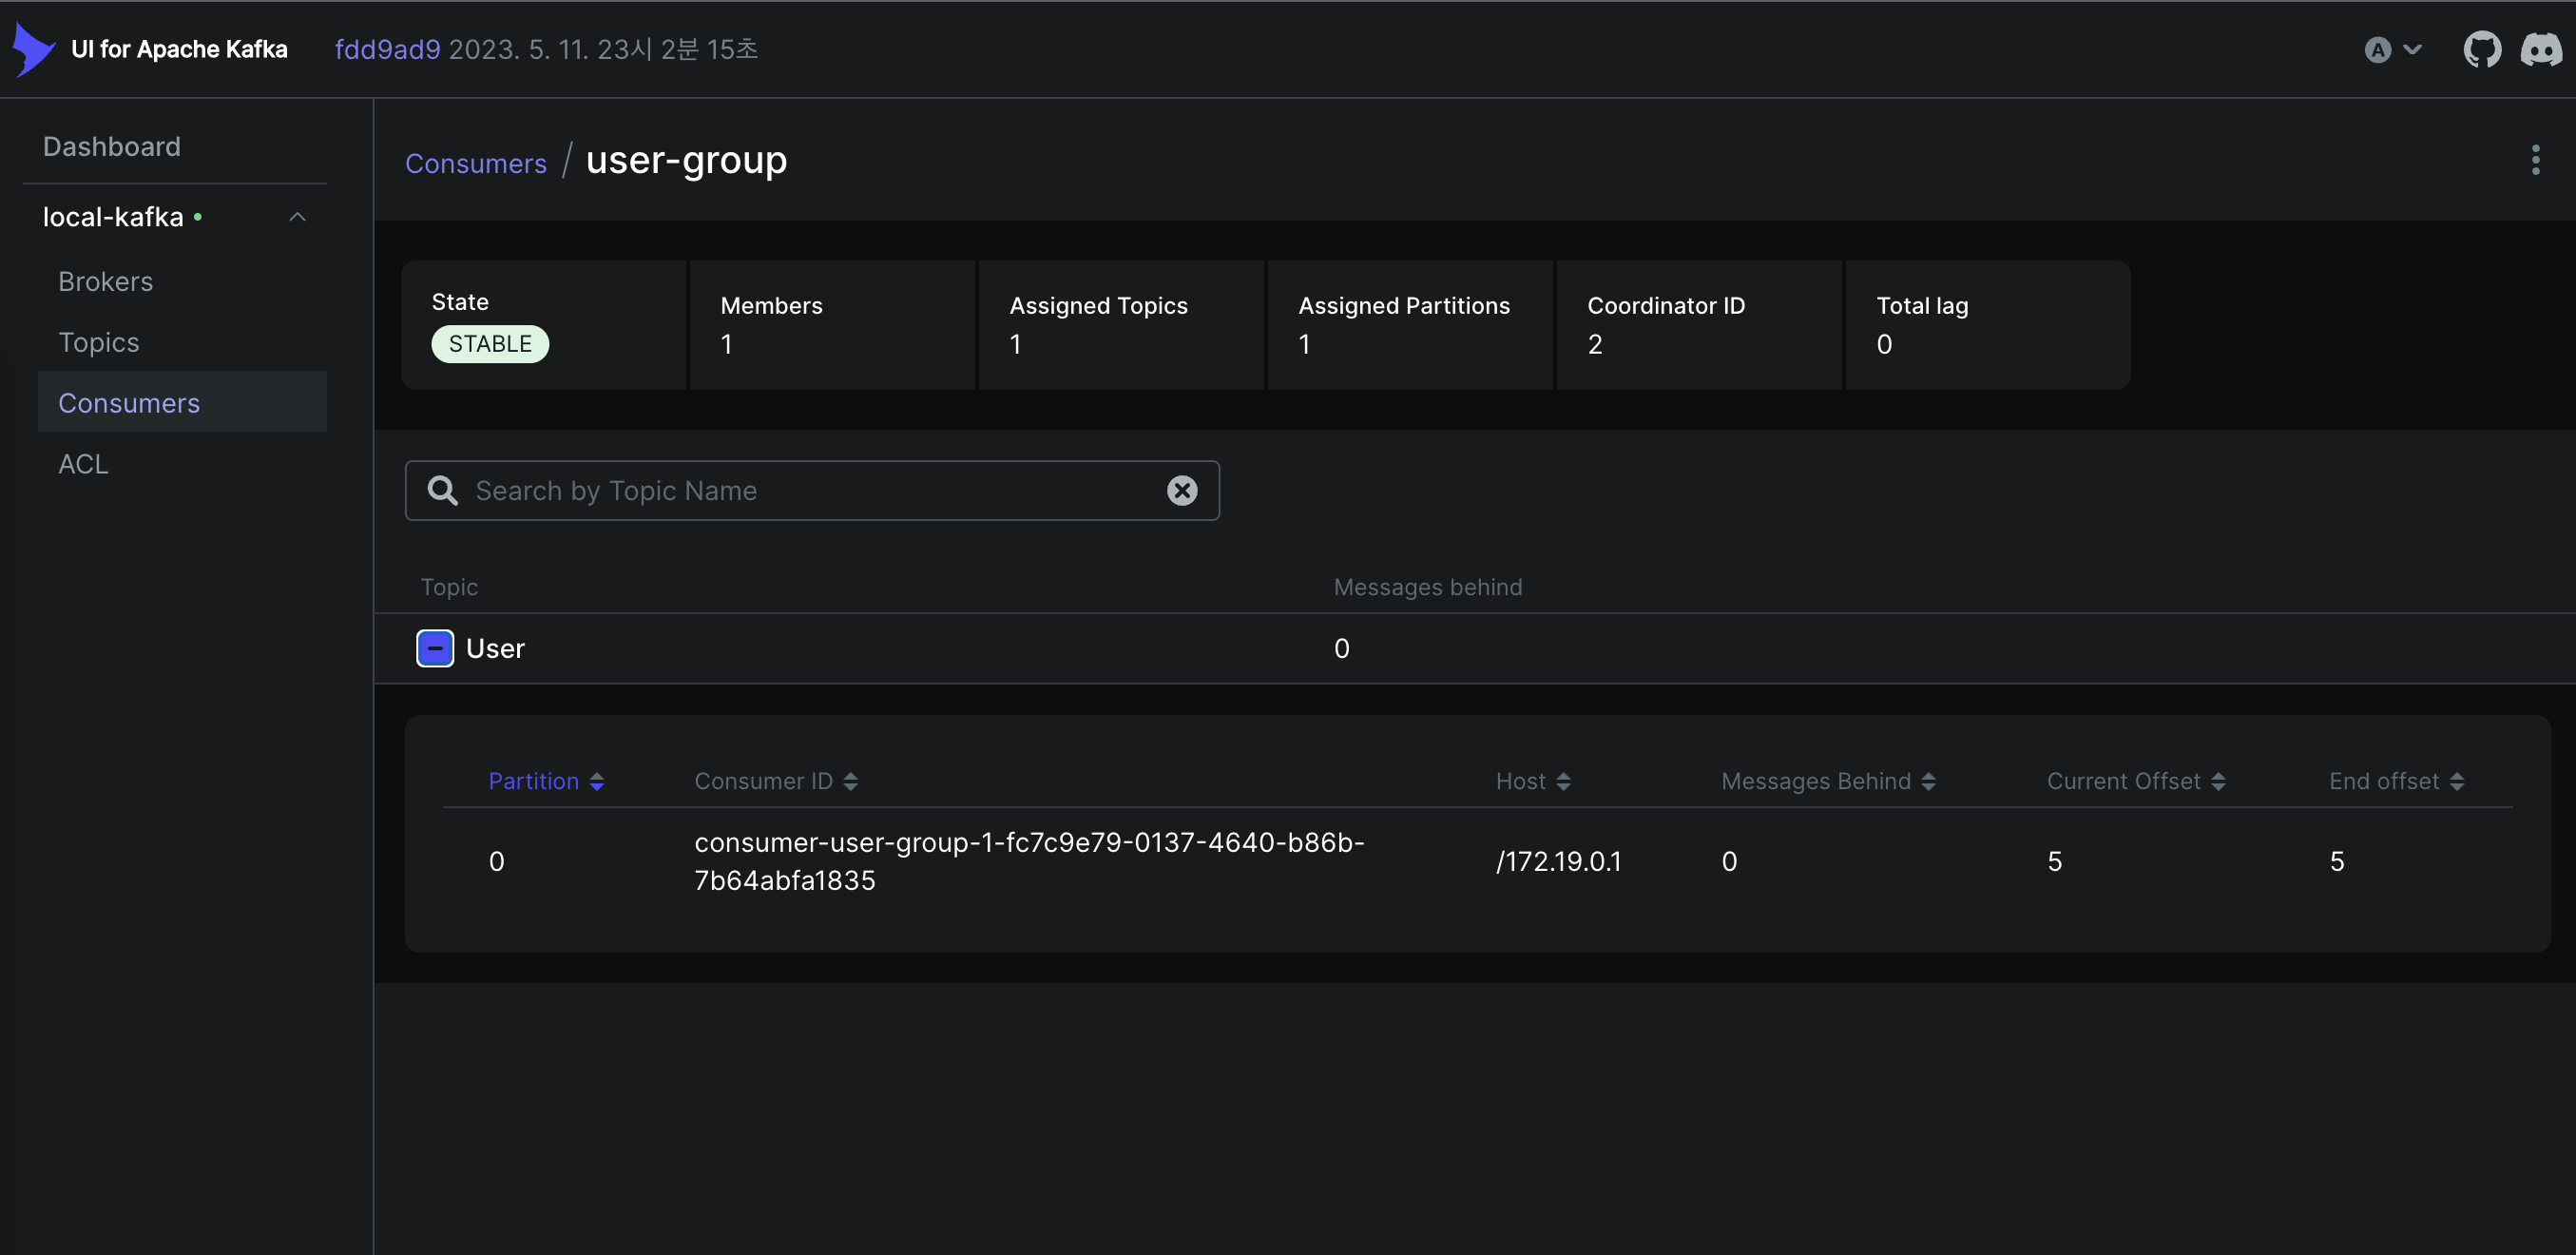 UI for Apache Kafka
fdd9ad9 2023. 5. 11. 23시 2분 15초
A
Dashboard
local-kafka
Brokers
Topics
Consumers
ACL
Consumers / user-group
State
STABLE
Members
1
Assigned Topics
1
Assigned Partitions
1
Coordinator ID
2
Total lag
0
Search by Topic Name
Topic Messages behind
User 0
Partition Consumer ID Host Messages Behind Current Offset End offset
0 consumer-user-group-1-fc7c9e79-0137-4640-b86b- /172.19.0.1 0 5 5
7b64abfa1835